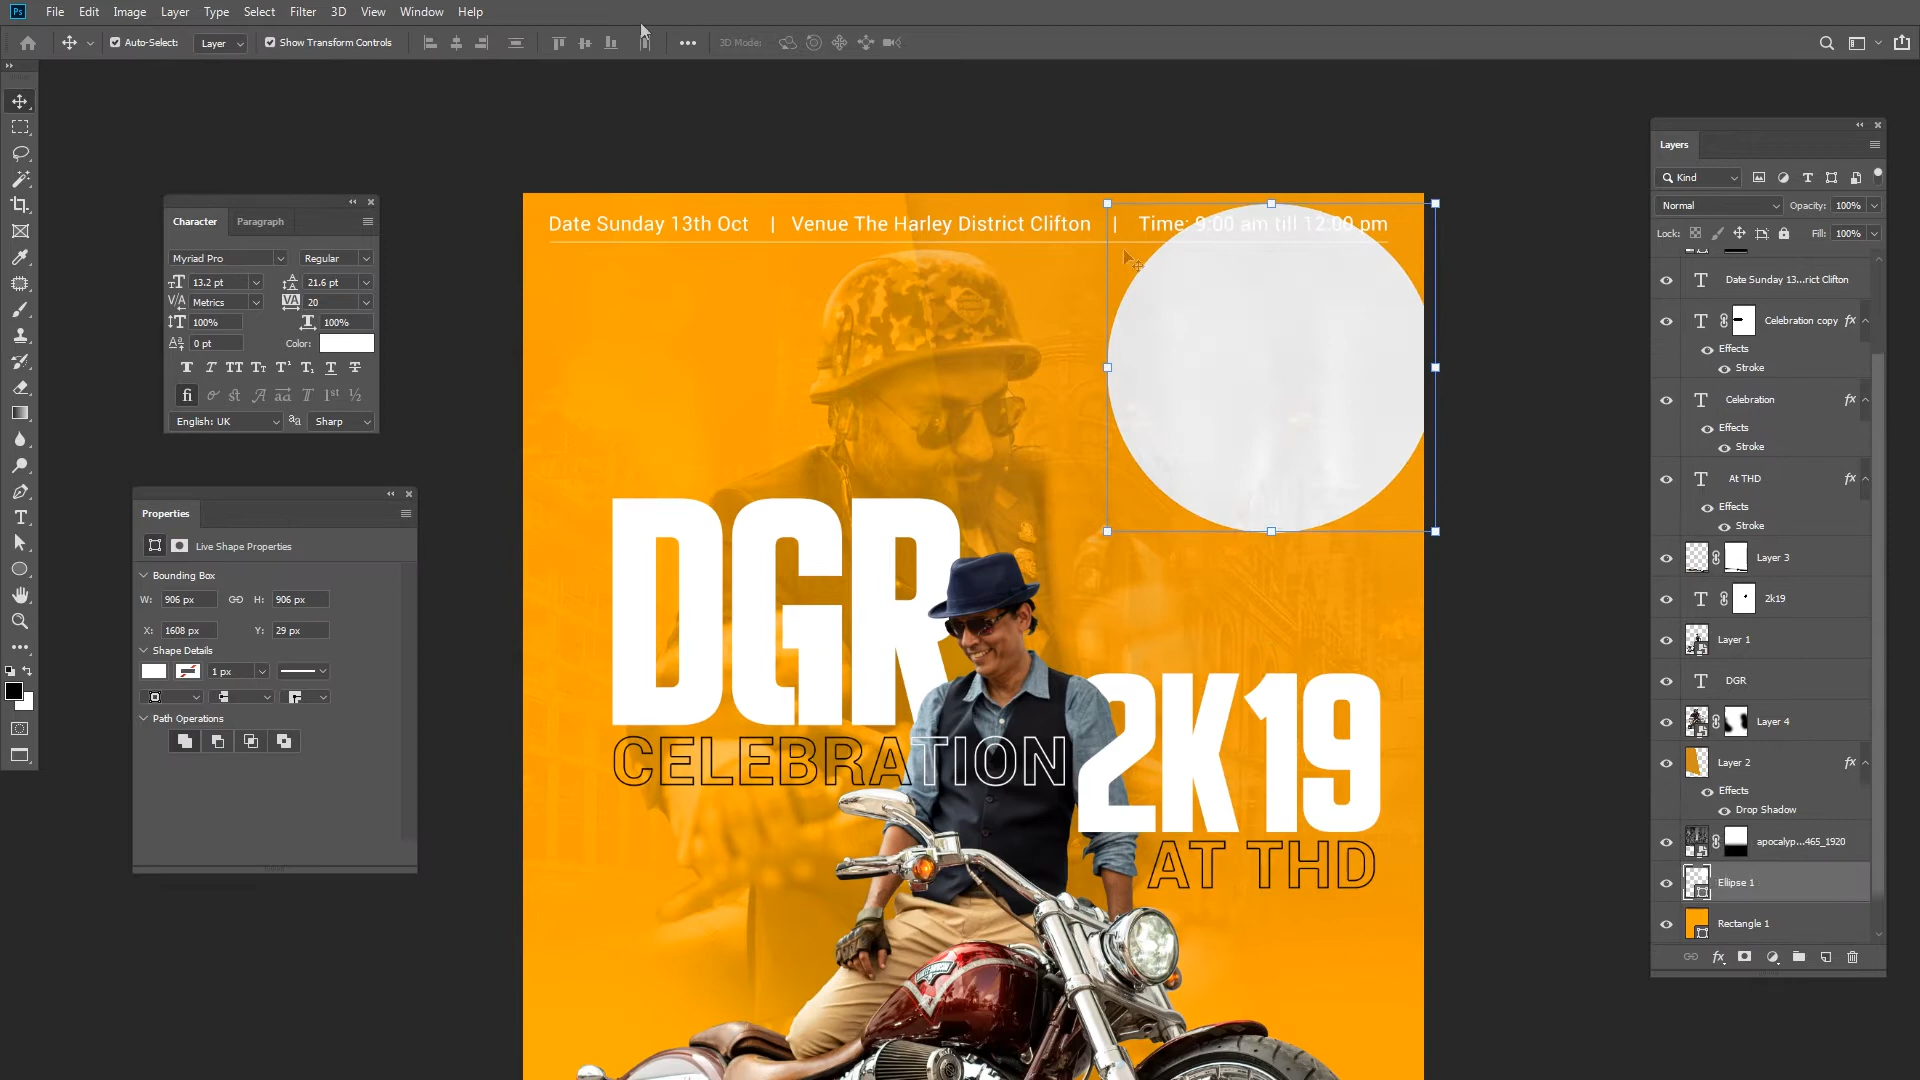 Ps File Edit Image Layer Type Select Filter 3D View Window Help
Auto-Select: Layer Show Transform Controls 3D Mode:
Character Paragraph
Myriad Pro Regular
13.2 pt 21.6 pt
Metrics 20
100% 100%
0 pt Color:
English: UK Sharp
Properties
Live Shape Properties
Bounding Box
W: 906 px H: 906 px
X: 1608 px Y: 29 px
Shape Details
1 px
Path Operations
Date Sunday 13th Oct | Venue The Harley District Clifton | Time: 9:00 am till 12:00 pm
DGR
CELEBRATION
2K19
AT THD
Layers
Kind
Normal Opacity: 100%
Lock: Fill: 100%
Date Sunday 13...rict Clifton
Celebration copy fx
Effects
Stroke
Celebration fx
Effects
Stroke
At THD fx
Effects
Stroke
Layer 3
2k19
Layer 1
DGR
Layer 4
Layer 2 fx
Effects
Drop Shadow
apocalyp...465_1920
Ellipse 1
Rectangle 1
fx